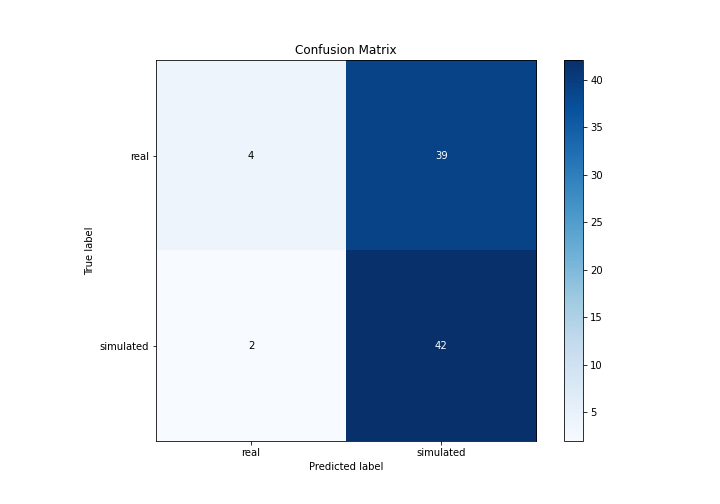 Confusion Matrix
True label
real
simulated
4
39
2
42
real
simulated
Predicted label
40
35
30
25
20
15
10
5